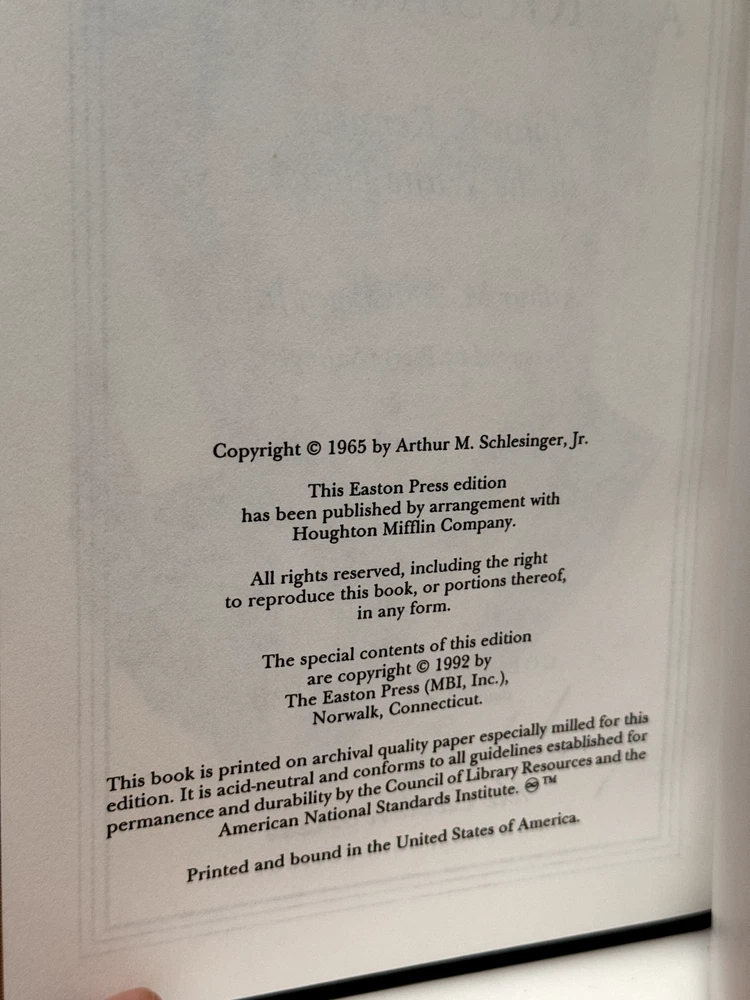 Copyright © 1965 by Arthur M. Schlesinger, Jr.
This Easton Press edition
has been published by arrangement with
Houghton Mifflin Company.
All rights reserved, including the right
to reproduce this book, or portions thereof,
in any form.
The special contents of this edition
are copyright © 1992 by
The Easton Press (MBI, Inc.),
Norwalk, Connecticut.
This book is printed on archival quality paper especially milled for this
edition. It is acid-neutral and conforms to all guidelines established for
permanence and durability by the Council of Library Resources and the
American National Standards Institute. ♾™
Printed and bound in the United States of America.